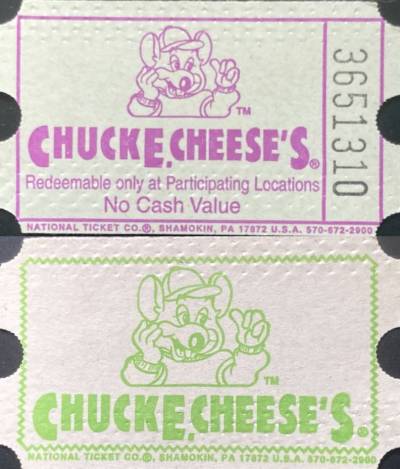 TM
CHUCK E. CHEESE'S®
Redeemable only at Participating Locations
No Cash Value
3651310
NATIONAL TICKET CO.®, SHAMOKIN, PA 17872 U.S.A. 570-672-2900
TM
CHUCK E. CHEESE'S®
NATIONAL TICKET CO.®, SHAMOKIN, PA 17872 U.S.A. 570-672-2900